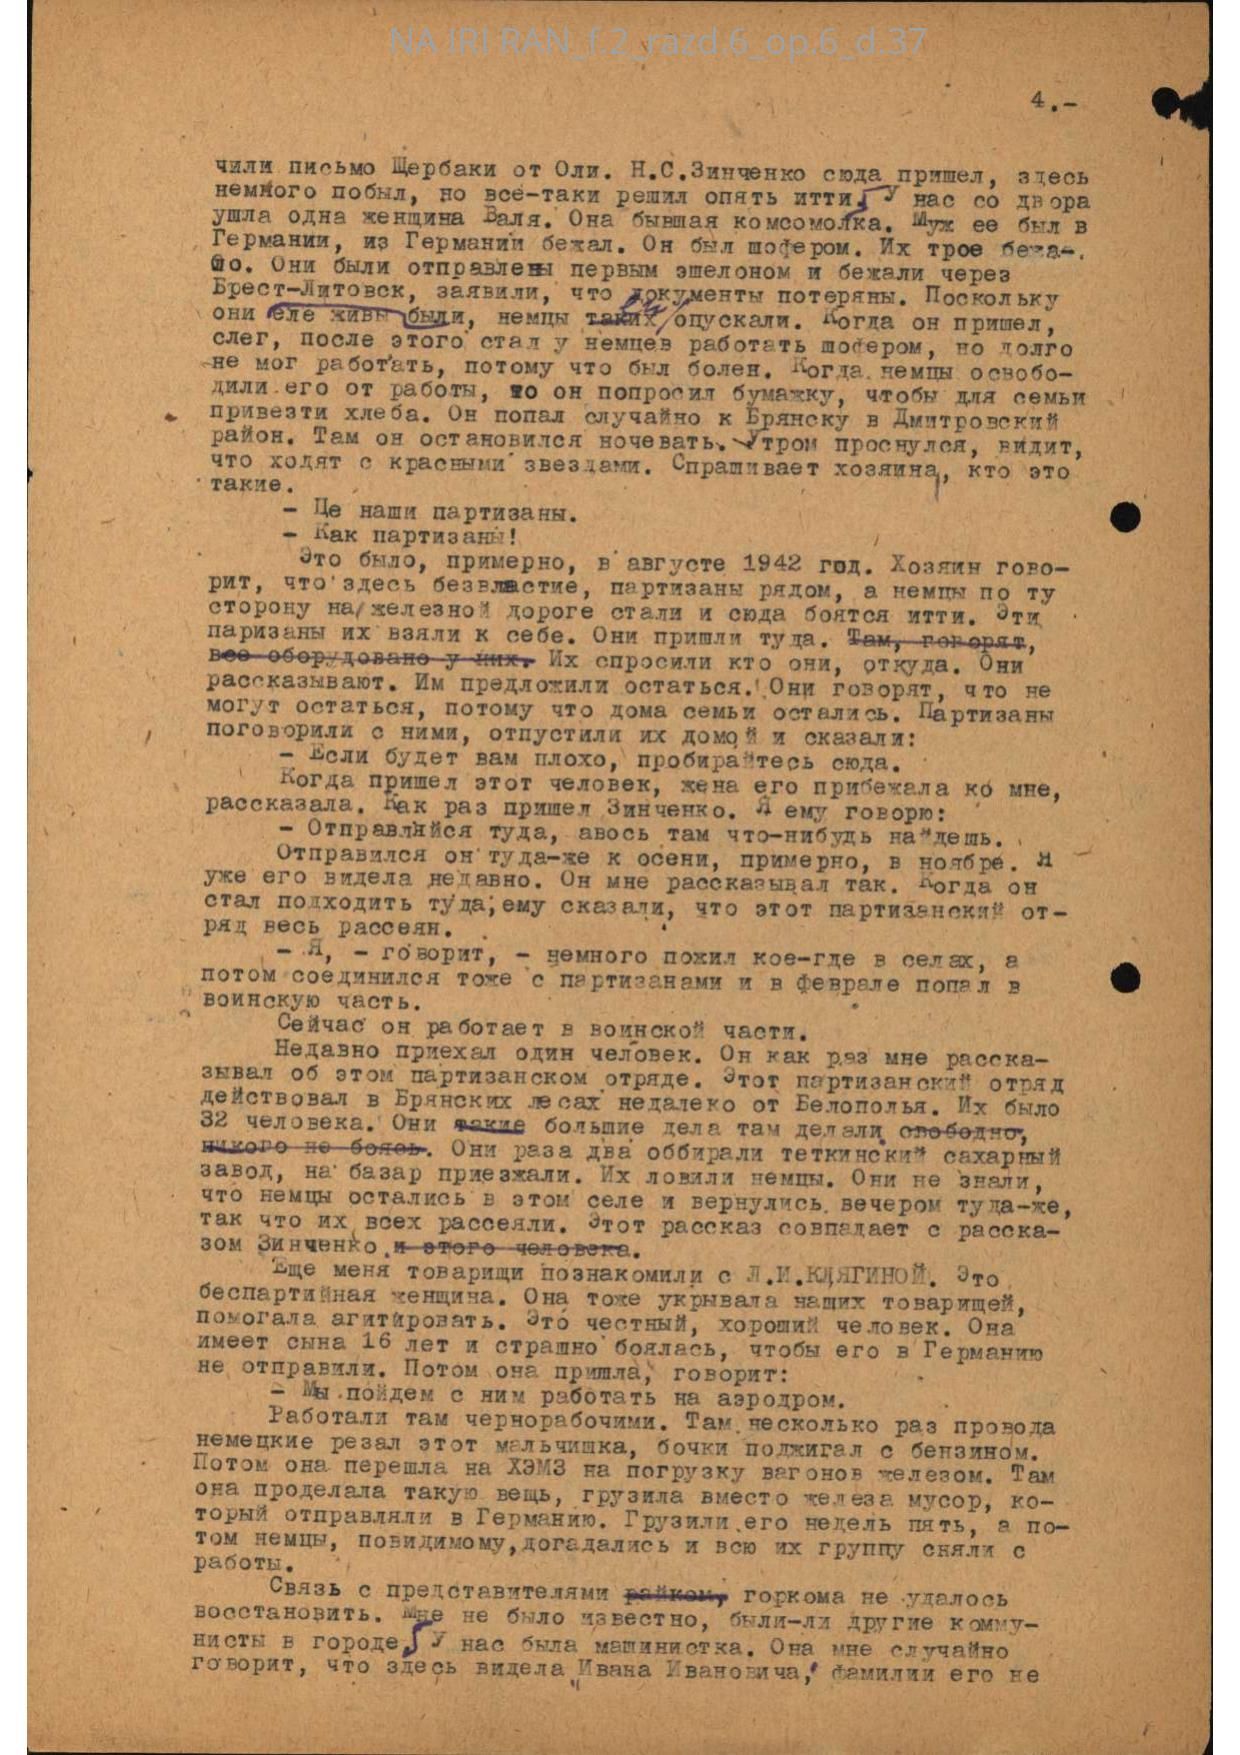 NA IRI RAN_f.2_razd.6_op.6_d.37
4.-
чили письмо Щербаки от Оли. Н.С.Зинченко сюда пришел, здесь
немного побыл, но все-таки решил опять итти. У нас со двора
ушла одна женщина Валя. Она бывшая комсомолка. Муж ее был в
Германии, из Германии бежал. Он был шофером. Их трое бежа-
ло. Они были отправлены первым эшелоном и бежали через
Брест-Литовск, заявили, что документы потеряны. Поскольку
они еле живы были, немцы таких опускали. Когда он пришел,
слег, после этого стал у немцев работать шофером, но долго
не мог работать, потому что был болен. Когда немцы освобо-
дили его от работы, то он попросил бумажку, чтобы для семьи
привезти хлеба. Он попал случайно к Брянску в Дмитровский
район. Там он остановился ночевать. Утром проснулся, видит,
что ходят с красными звездами. Спрашивает хозяина, кто это
такие.
- Це наши партизаны.
- Как партизаны!
Это было, примерно, в августе 1942 год. Хозяин гово-
рит, что здесь безвластие, партизаны рядом, а немцы по ту
сторону на железной дороге стали и сюда боятся итти. Эти
паризаны их взяли к себе. Они пришли туда. Там, говорят,
все оборудовано у них. Их спросили кто они, откуда. Они
рассказывают. Им предложили остаться. Они говорят, что не
могут остаться, потому что дома семьи остались. Партизаны
поговорили с ними, отпустили их домой и сказали:
- Если будет вам плохо, пробирайтесь сюда.
Когда пришел этот человек, жена его прибежала ко мне,
рассказала. Как раз пришел Зинченко. Я ему говорю:
- Отправляйся туда, авось там что-нибудь найдешь.
Отправился он туда-же к осени, примерно, в ноябре. Я
уже его видела недавно. Он мне рассказывал так. Когда он
стал подходить туда, ему сказали, что этот партизанский от-
ряд весь рассеян.
- Я, - говорит, - немного пожил кое-где в селах, а
потом соединился тоже с партизанами и в феврале попал в
воинскую часть.
Сейчас он работает в воинской части.
Недавно приехал один человек. Он как раз мне расска-
зывал об этом партизанском отряде. Этот партизанский отряд
действовал в Брянских лесах недалеко от Белополья. Их было
32 человека. Они такие большие дела там делали свободно,
никого не боясь. Они раза два оббирали теткинский сахарный
завод, на базар приезжали. Их ловили немцы. Они не знали,
что немцы остались в этом селе и вернулись вечером туда-же,
так что их всех рассеяли. Этот рассказ совпадает с расска-
зом Зинченко и этого человека.
Еще меня товарищи познакомили с Л.И.КЛЯГИНОЙ. Это
беспартийная женщина. Она тоже укрывала наших товарищей,
помогала агитировать. Это честный, хороший человек. Она
имеет сына 16 лет и страшно боялась, чтобы его в Германию
не отправили. Потом она пришла, говорит:
- Мы пойдем с ним работать на аэродром.
Работали там чернорабочими. Там несколько раз провода
немецкие резал этот мальчишка, бочки поджигал с бензином.
Потом она перешла на ХЭМЗ на погрузку вагонов железом. Там
она проделала такую вещь, грузила вместо железа мусор, ко-
торый отправляли в Германию. Грузили его недель пять, а по-
том немцы, повидимому, догадались и всю их группу сняли с
работы.
Связь с представителями райком, горкома не удалось
восстановить. Мне не было известно, были-ли другие комму-
нисты в городе. У нас была машинистка. Она мне случайно
говорит, что здесь видела "Ивана Ивановича," фамилии его не